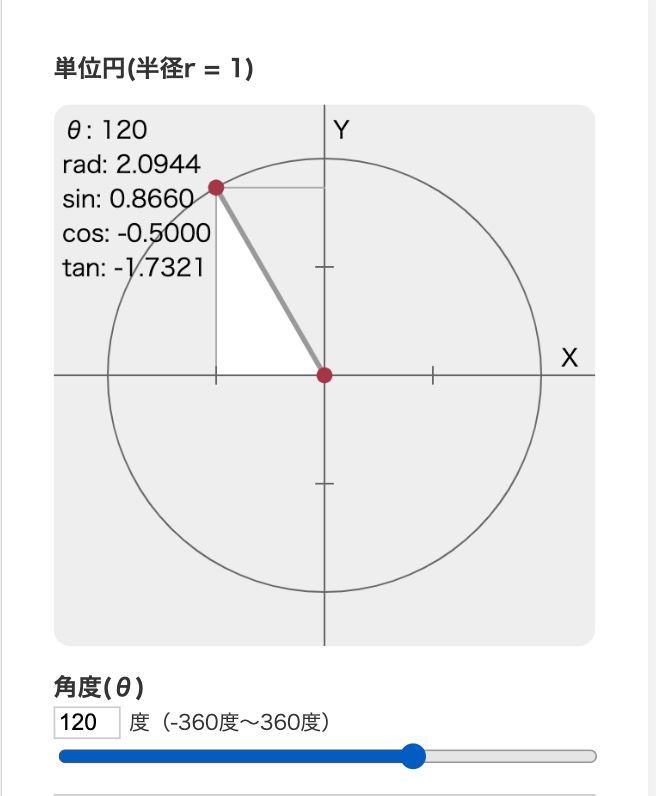 単位円(半径r = 1)
θ: 120
Y
rad: 2.0944
sin: 0.8660
cos: -0.5000
tan: -1.7321
X
角度(θ)
120 度（-360度〜360度）